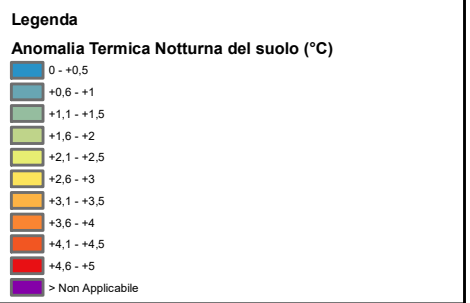 Legenda
Anomalia Termica Notturna del suolo (°C)
0 - +0,5
+0,6 - +1
+1,1 - +1,5
+1,6 - +2
+2,1 - +2,5
+2,6 - +3
+3,1 - +3,5
+3,6 - +4
+4,1 - +4,5
+4,6 - +5
> Non Applicabile